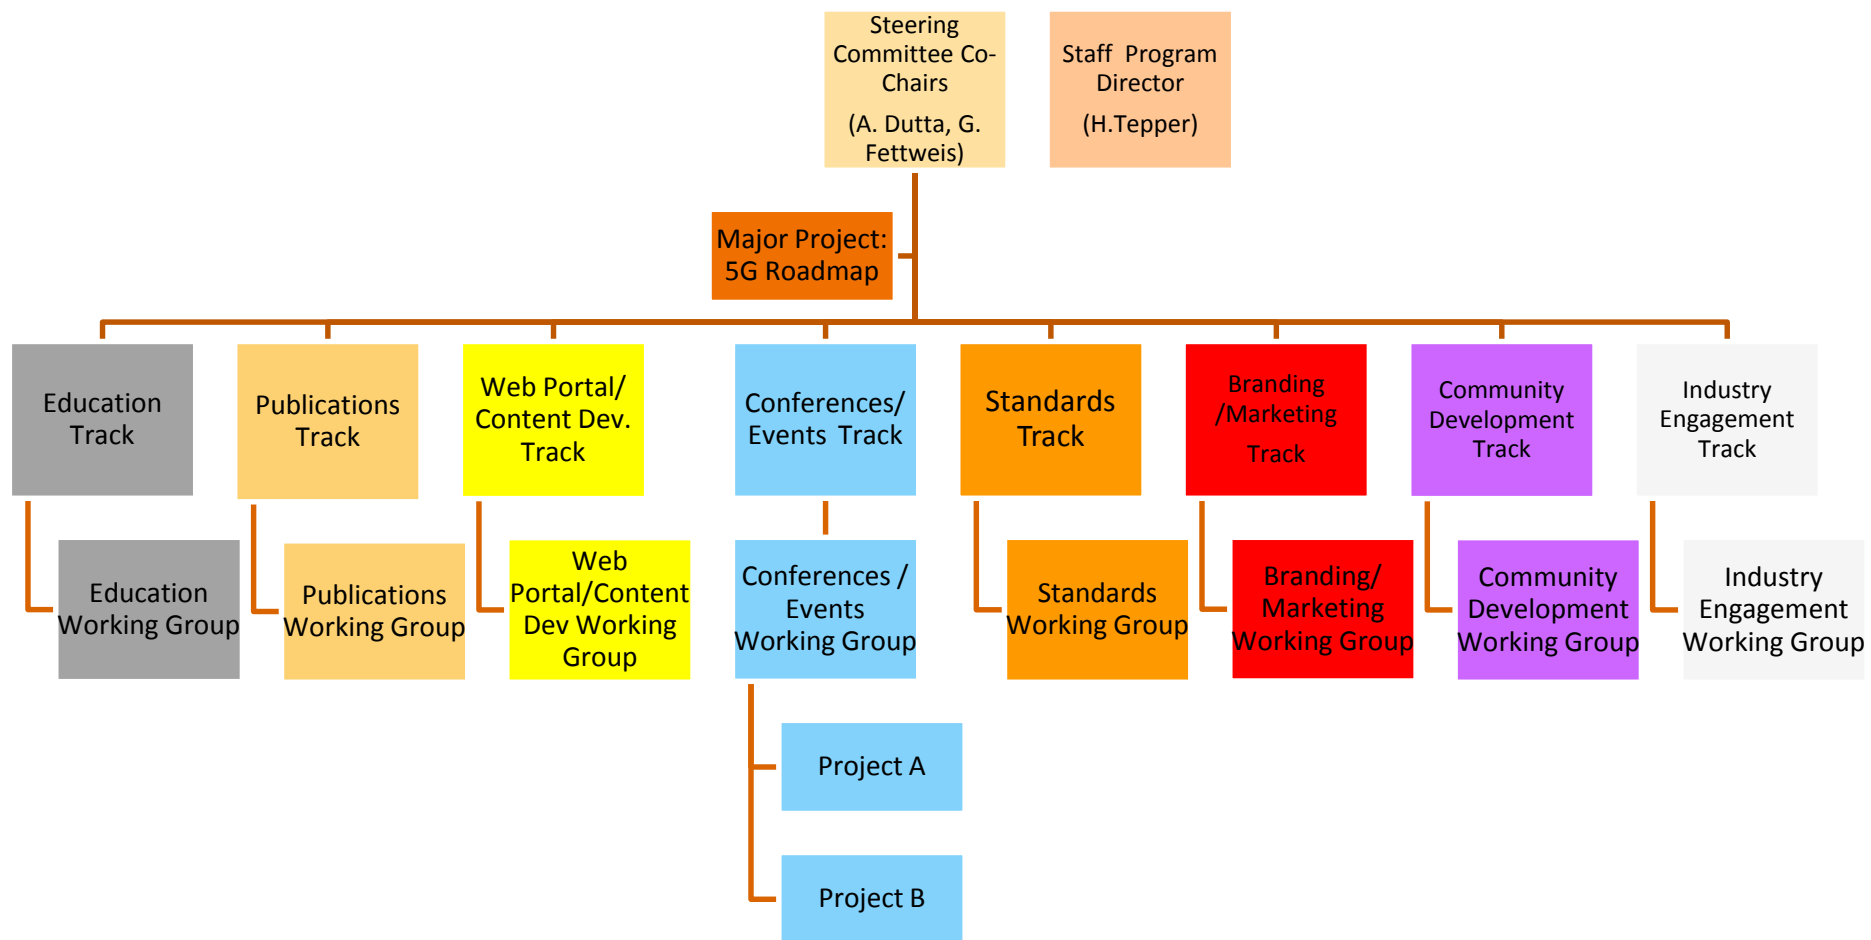 Steering
Committee Co-
Chairs
(A. Dutta, G.
Fettweis)
Staff Program
Director
(H.Tepper)
Major Project:
5G Roadmap
Education
Track
Publications
Track
Web Portal/
Content Dev.
Track
Conferences/
Events Track
Standards
Track
Branding
/Marketing
Track
Community
Development
Track
Industry
Engagement
Track
Education
Working Group
Publications
Working Group
Web
Portal/Content
Dev Working
Group
Conferences /
Events
Working Group
Standards
Working Group
Branding/
Marketing
Working Group
Community
Development
Working Group
Industry
Engagement
Working Group
Project A
Project B